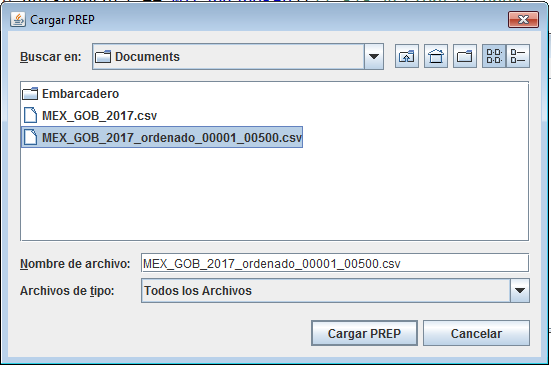 Cargar PREP
Buscar en: Documents
Embarcadero
MEX_GOB_2017.csv
MEX_GOB_2017_ordenado_00001_00500.csv
Nombre de archivo: MEX_GOB_2017_ordenado_00001_00500.csv
Archivos de tipo: Todos los Archivos
Cargar PREP Cancelar